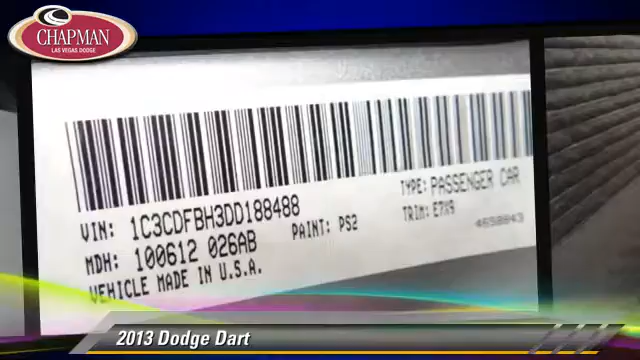 CHAPMAN
LAS VEGAS DODGE
VIN: 1C3CDFBH3DD188488
TYPE: PASSENGER CAR
MDH: 100612 026AB
PAINT: PS2
TRIM: E7X9
VEHICLE MADE IN U.S.A.
2013 Dodge Dart